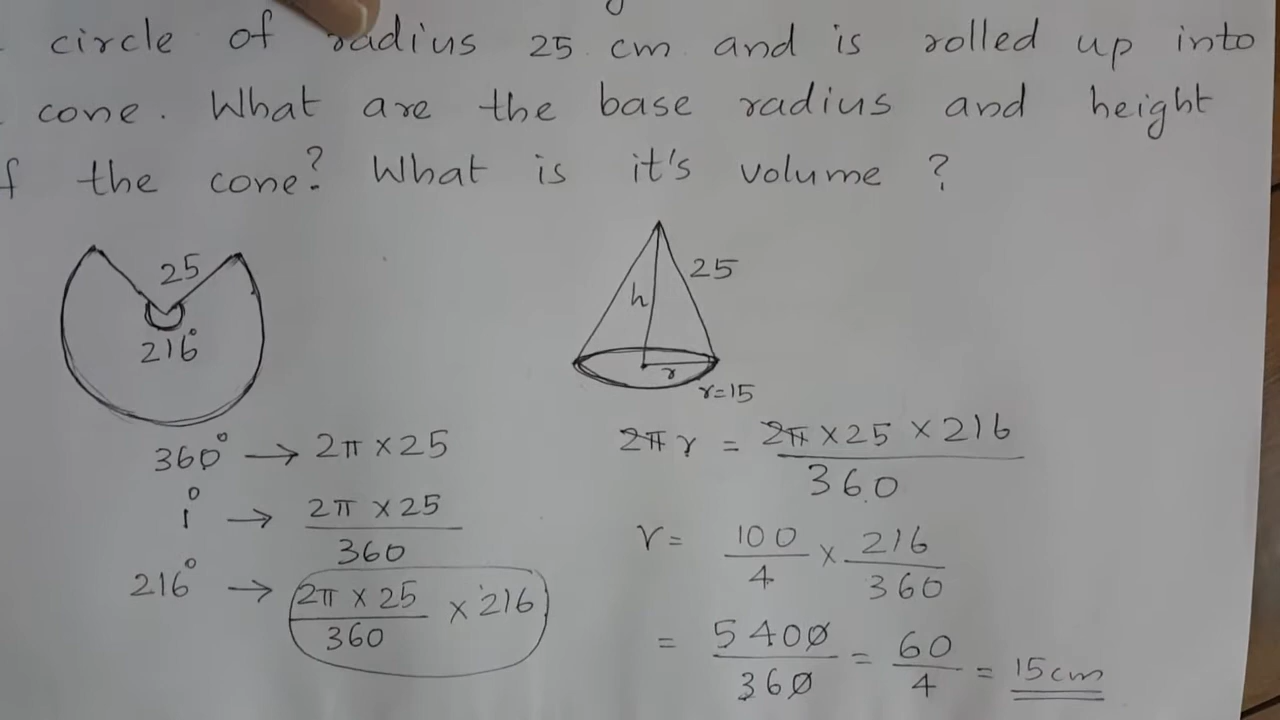 circle of radius 25 cm and is rolled up into
cone. What are the base radius and height
f the cone? What is it's volume ?
25
216°
h
25
r
r=15
360° → 2π × 25
1° → 2π × 25 / 360
216° → 2π × 25 / 360 × 216
2π r = 2π × 25 × 216 / 360
r = 100 / 4 × 216 / 360
= 5400 / 360 = 60 / 4 = 15cm